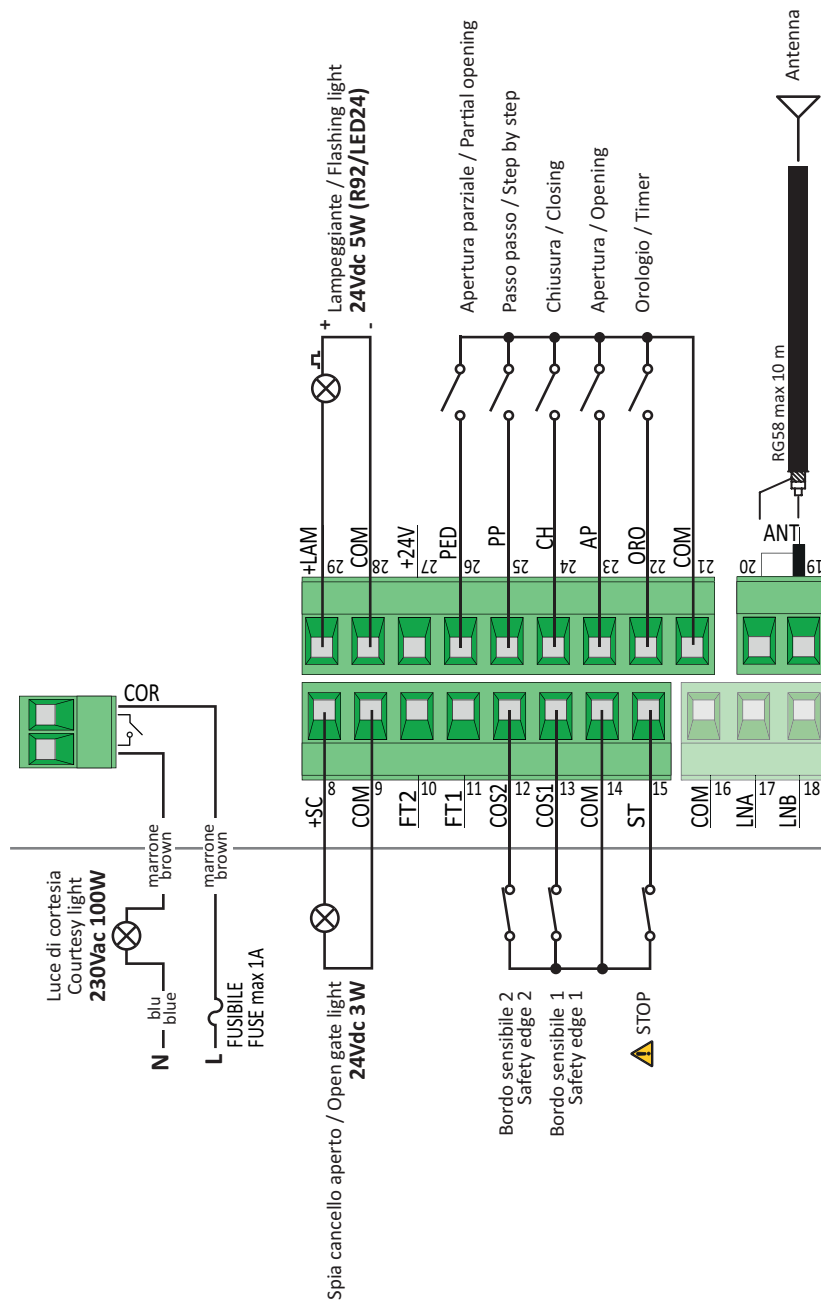 Luce di cortesia
Courtesy light
230Vac 100W
N
blu
blue
marrone
brown
COR
L
FUSIBILE
FUSE max 1A
marrone
brown
Spia cancello aperto / Open gate light
24Vdc 3W
Bordo sensibile 2
Safety edge 2
Bordo sensibile 1
Safety edge 1
STOP
+SC 8
COM 9
FT2 10
FT1 11
COS2 12
COS1 13
COM 14
ST 15
COM 16
LNA 17
LNB 18
+LAM 29
COM 28
+24V 27
PED 26
PP 25
CH 24
AP 23
ORO 22
COM 21
20
ANT
19
+
-
Lampeggiante / Flashing light
24Vdc 5W (R92/LED24)
Apertura parziale / Partial opening
Passo passo / Step by step
Chiusura / Closing
Apertura / Opening
Orologio / Timer
RG58 max 10 m
Antenna